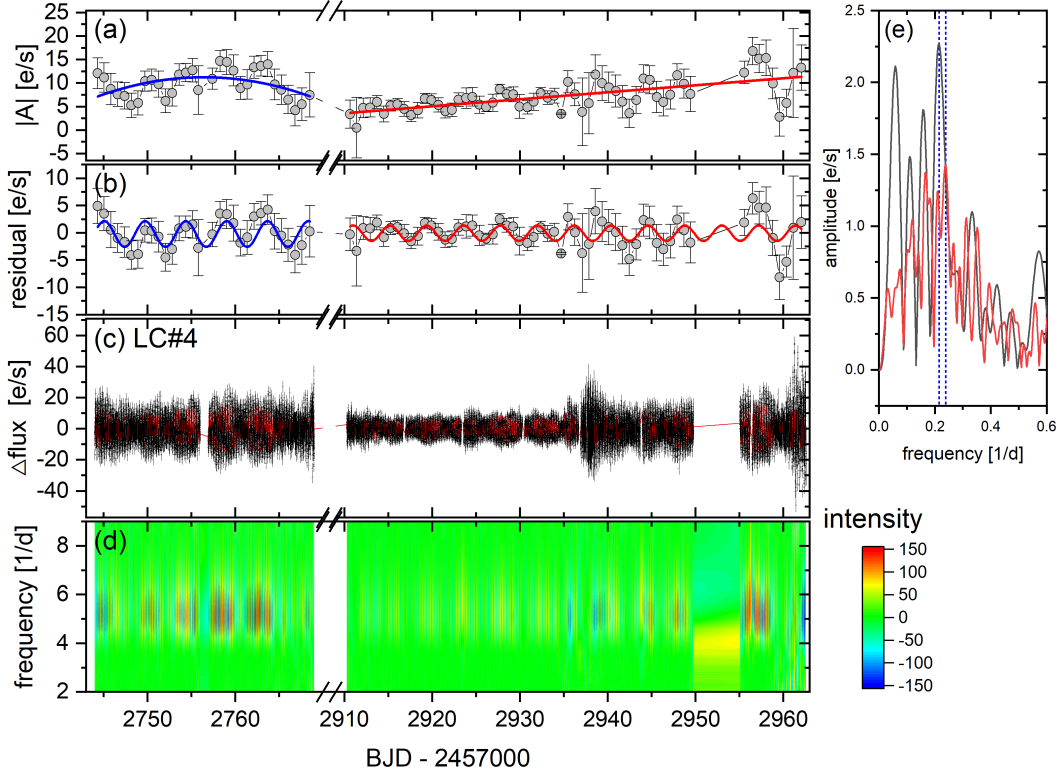 (a)
|A| [e/s]
25
20
15
10
5
0
-5
(b)
residual [e/s]
10
5
0
-5
-10
-15
(c) LC#4
Δflux [e/s]
60
40
20
0
-20
-40
(d)
frequency [1/d]
8
6
4
2
2750 2760 2910 2920 2930 2940 2950 2960
BJD - 2457000
(e)
amplitude [e/s]
2.5
2.0
1.5
1.0
0.5
0.0
0.0 0.2 0.4 0.6
frequency [1/d]
intensity
150
100
50
0
-50
-100
-150